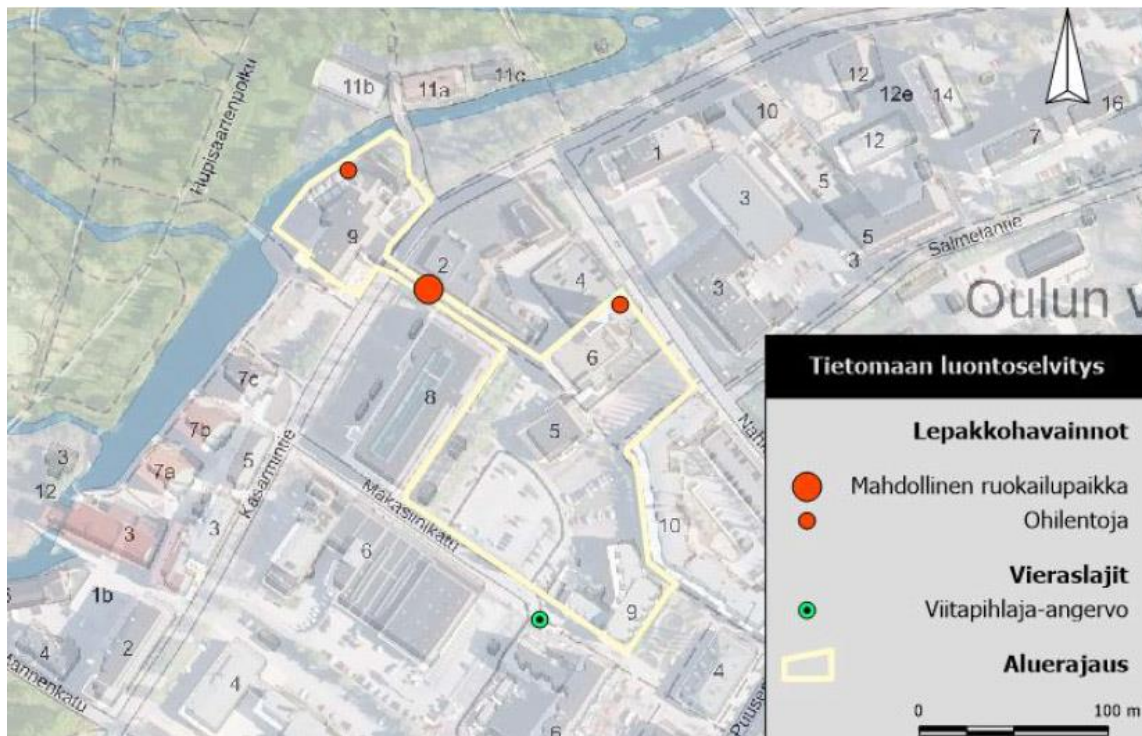 11b
11a
11c
12
12e
14
16
10
12
7
1
5
3
5
3
3
Hupisaartenpolku
Salmelantie
9
2
4
6
Oulun v
7c
8
7b
5
7a
5
3
12
3
3
Kasarmintie
Makasiinikatu
6
10
9
1b
2
4
4
4
6
Tietomaan luontoselvitys
Lepakkohavainnot
Mahdollinen ruokailupaikka
Ohilentoja
Vieraslajit
Viitapihlaja-angervo
Aluerajaus
0 100 m